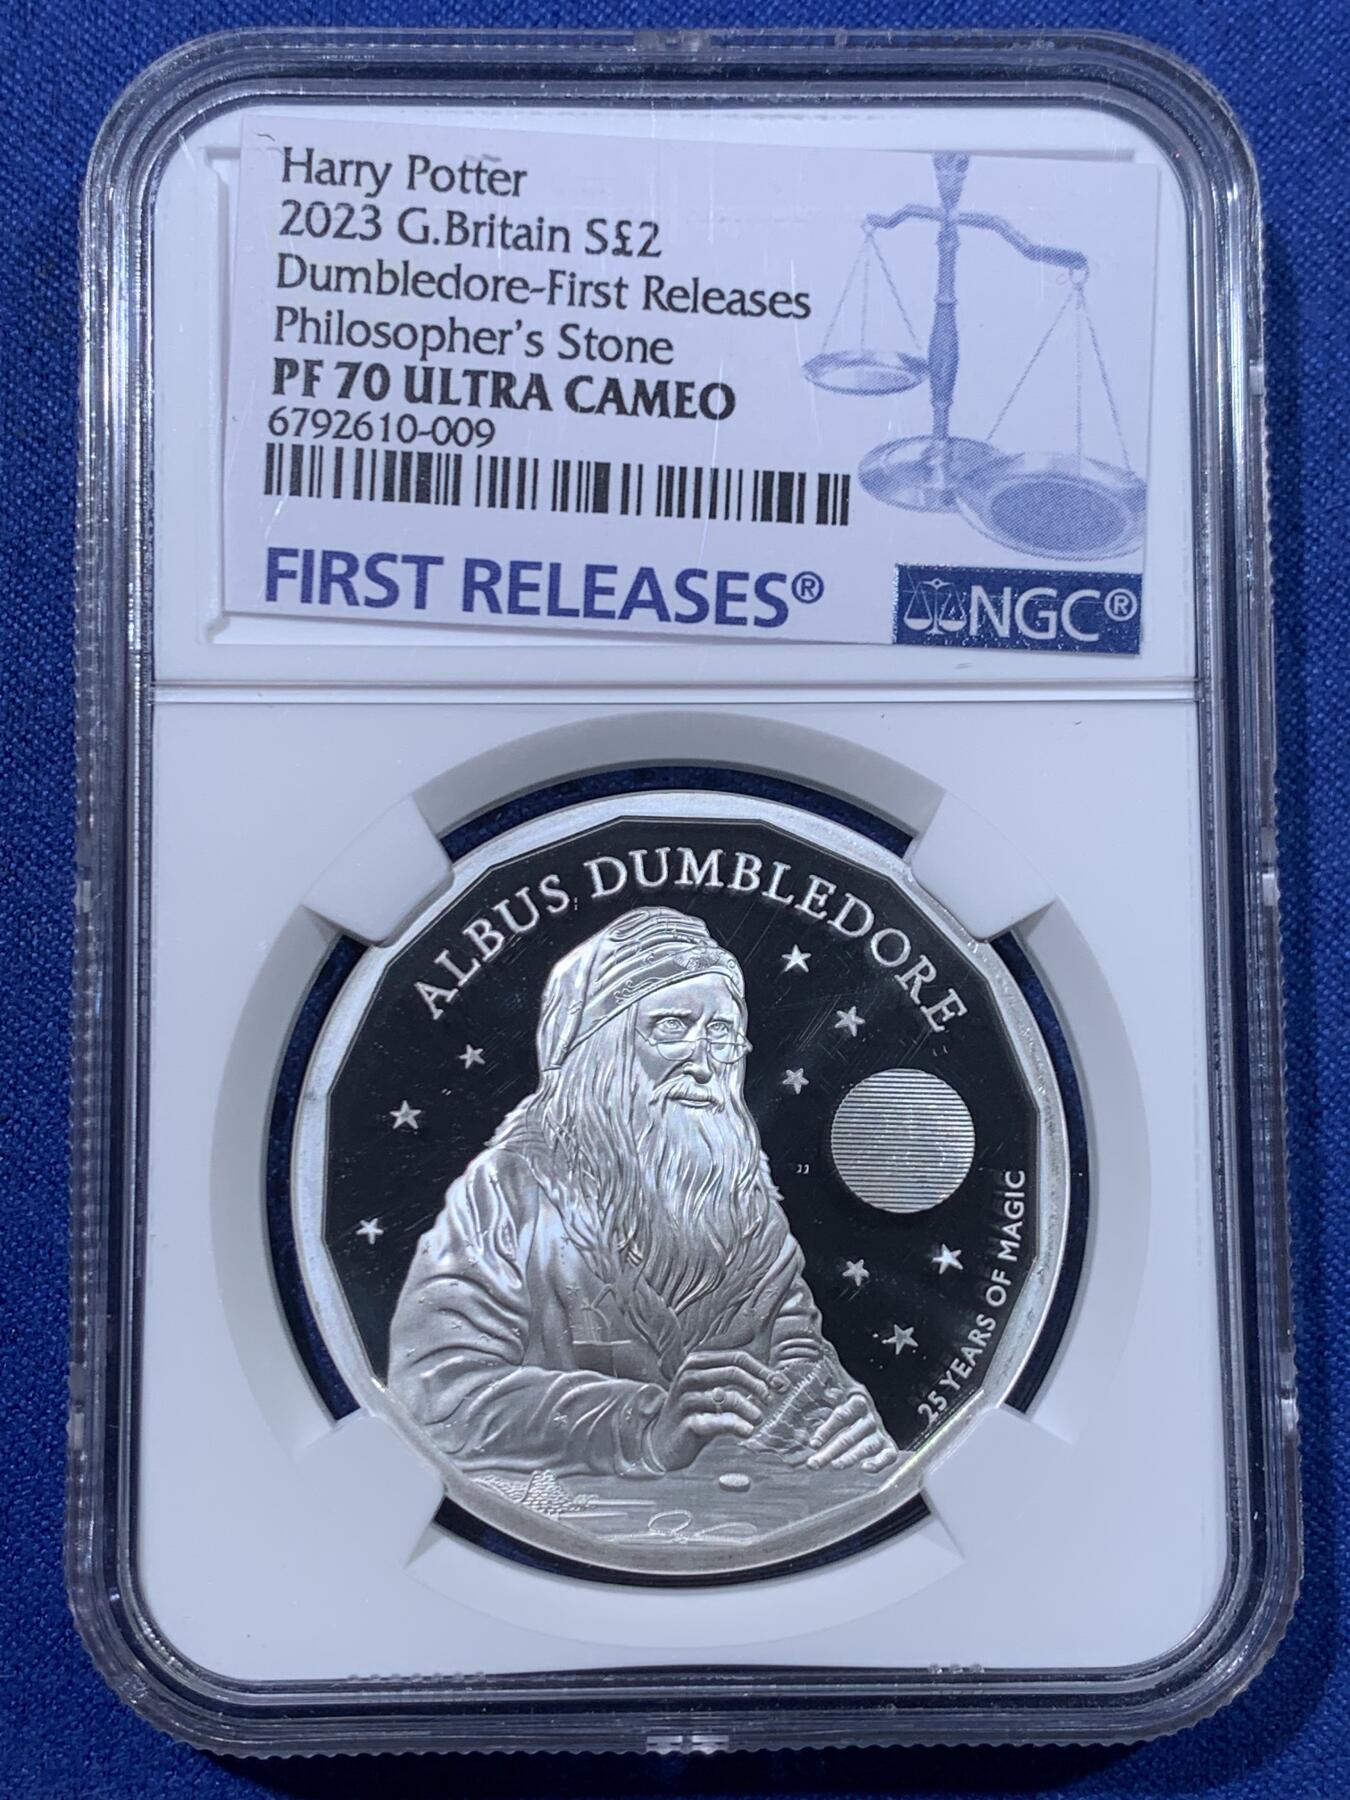 Harry Potter
2023 G.Britain S£2
Dumbledore-First Releases
Philosopher's Stone
PF 70 ULTRA CAMEO
6792610-009
FIRST RELEASES®
NGC®
ALBUS DUMBLEDORE
JJ
25 YEARS OF MAGIC